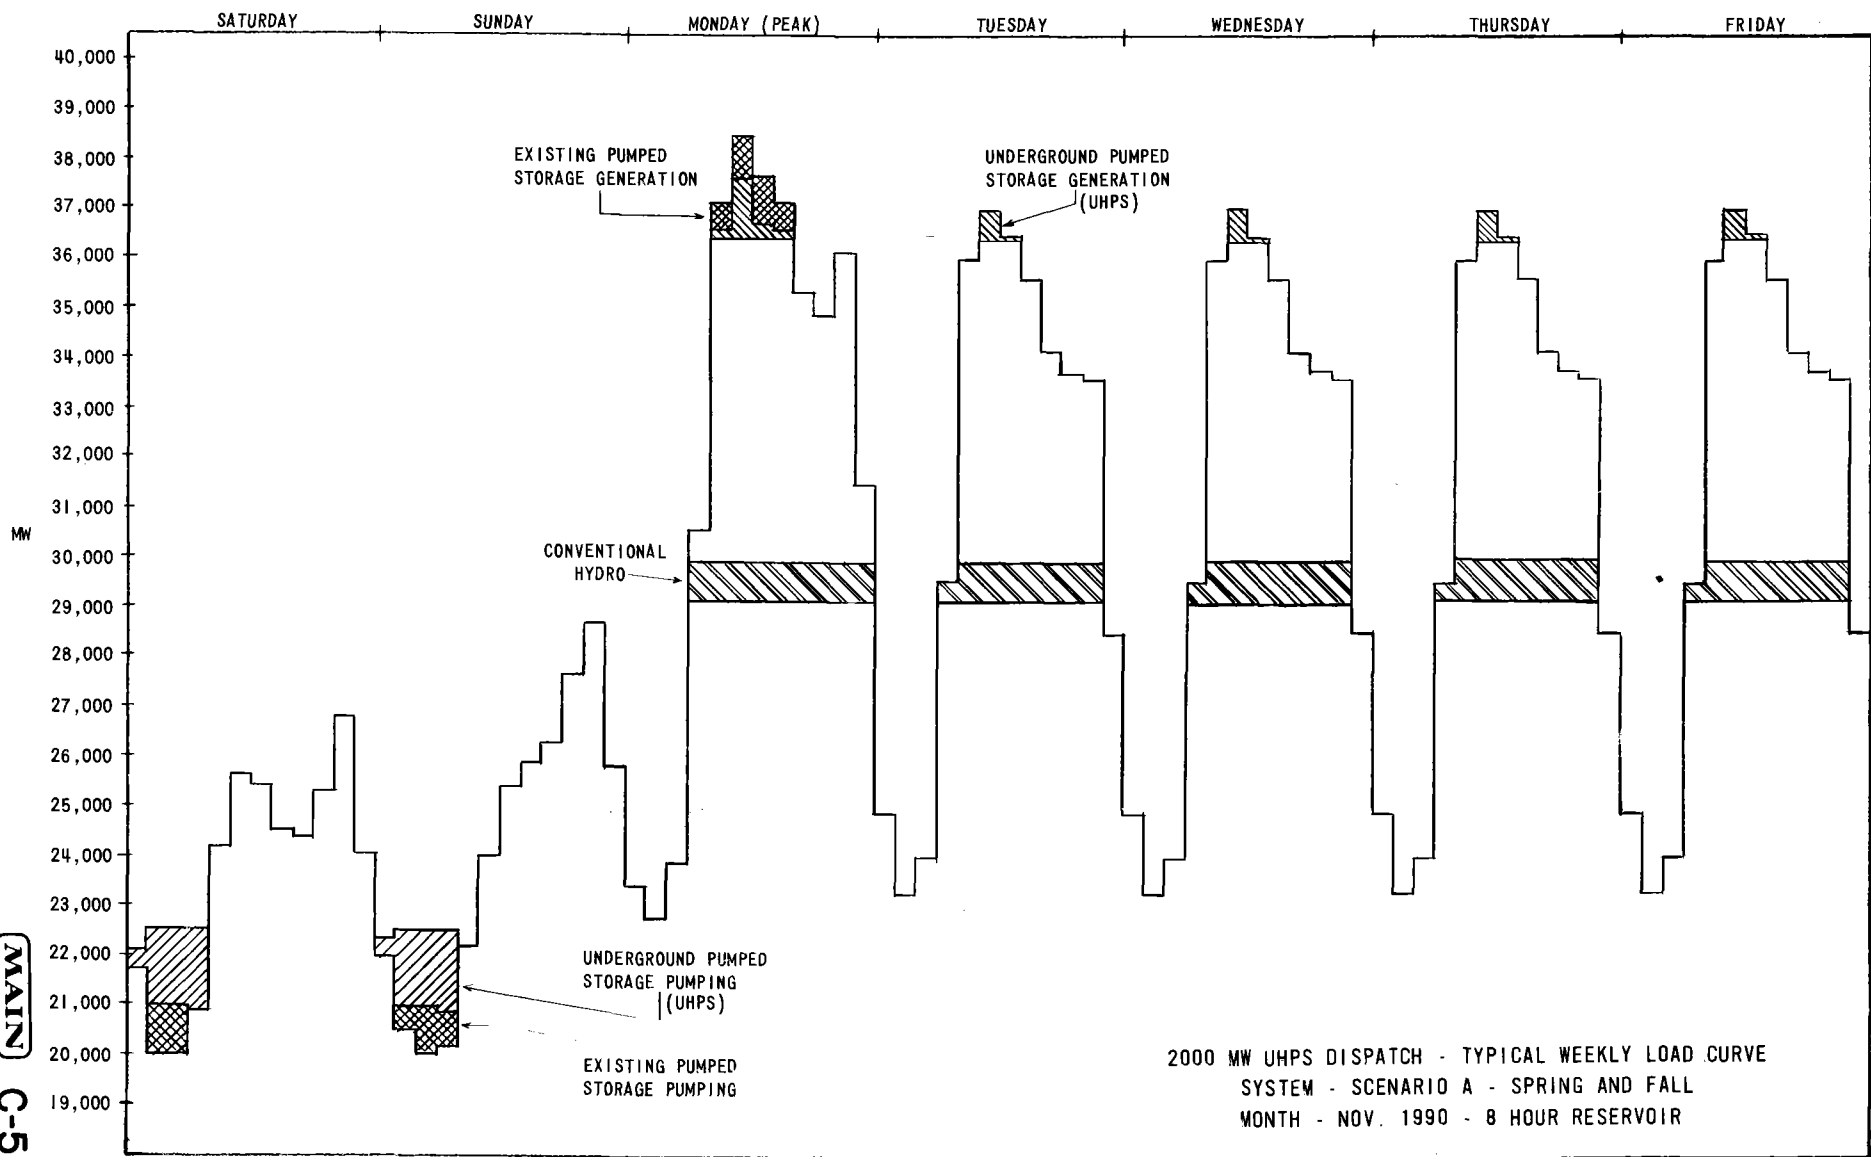 SATURDAY
SUNDAY
MONDAY (PEAK)
TUESDAY
WEDNESDAY
THURSDAY
FRIDAY
40,000
39,000
38,000
37,000
36,000
35,000
34,000
33,000
32,000
31,000
30,000
29,000
28,000
27,000
26,000
25,000
24,000
23,000
22,000
21,000
20,000
19,000
MW
EXISTING PUMPED
STORAGE GENERATION
UNDERGROUND PUMPED
STORAGE GENERATION
(UHPS)
CONVENTIONAL
HYDRO
UNDERGROUND PUMPED
STORAGE PUMPING
(UHPS)
EXISTING PUMPED
STORAGE PUMPING
2000 MW UHPS DISPATCH - TYPICAL WEEKLY LOAD CURVE
SYSTEM - SCENARIO A - SPRING AND FALL
MONTH - NOV. 1990 - 8 HOUR RESERVOIR
MAIN
C-5